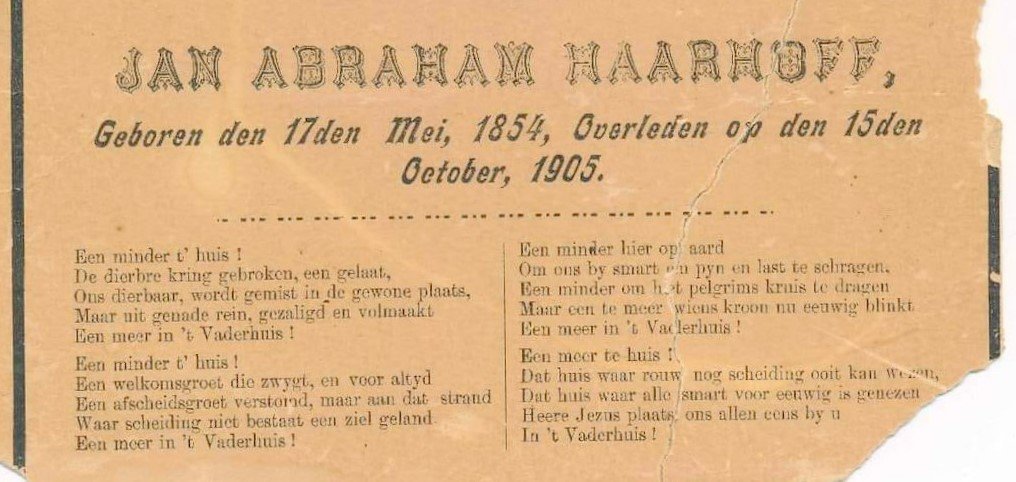 JAN ABRAHAM HAARHOFF,
Geboren den 17den Mei, 1854, Overleden op den 15den
October, 1905.
Een minder t' huis !
De dierbre kring gebroken, een gelaat,
Ons dierbaar, wordt gemist in de gewone plaats,
Maar uit genade rein, gezaligd en volmaakt
Een meer in 't Vaderhuis !
Een minder t' huis !
Een welkomsgroet die zwygt, en voor altyd
Een afscheidsgroet verstomd, maar aan dat strand
Waar scheiding niet bestaat een ziel geland.
Een meer in 't Vaderhuis !
Een minder hier op aard
Om ons by smart en pyn en last te schragen.
Een minder om het pelgrims kruis te dragen
Maar een te meer wiens kroon nu eeuwig blinkt
Een meer in 't Vaderhuis !
Een meer te huis !
Dat huis waar rouw nog scheiding ooit kan wezen,
Dat huis waar alle smart voor eeuwig is genezen
Heere Jezus plaats ons allen eens by u
In 't Vaderhuis !